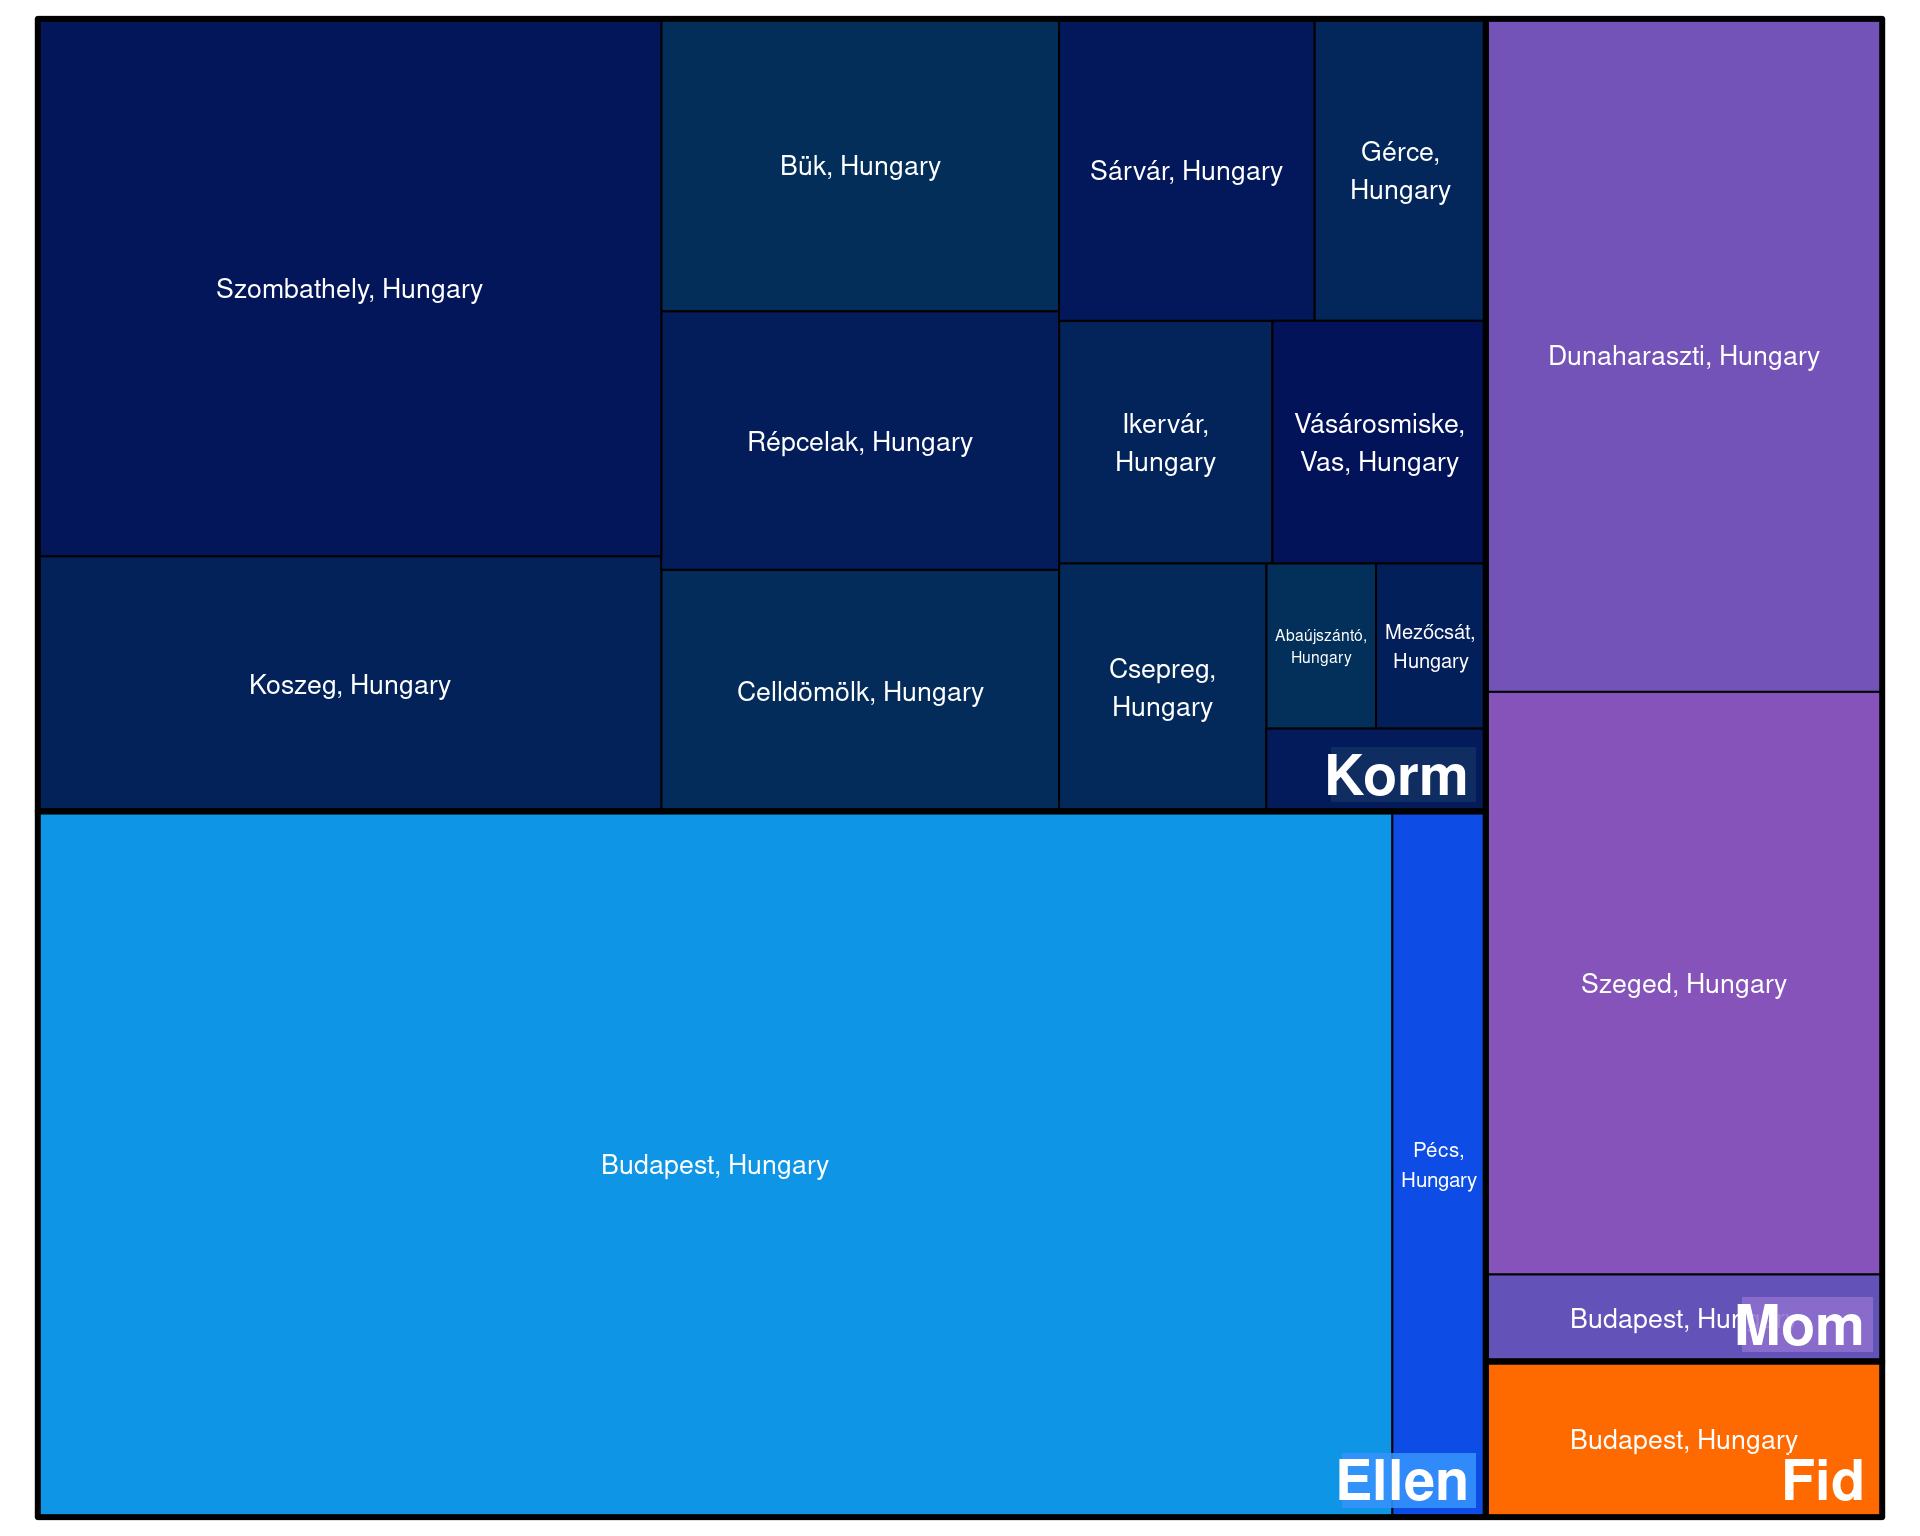 Szombathely, Hungary
Koszeg, Hungary
Bük, Hungary
Répcelak, Hungary
Celldömölk, Hungary
Sárvár, Hungary
Gérce,
Hungary
Ikervár,
Hungary
Vásárosmiske,
Vas, Hungary
Csepreg,
Hungary
Abaújszántó,
Hungary
Mezőcsát,
Hungary
Korm
Budapest, Hungary
Pécs,
Hungary
Ellen
Dunaharaszti, Hungary
Szeged, Hungary
Budapest,
Mom
Budapest, Hungary
Fid